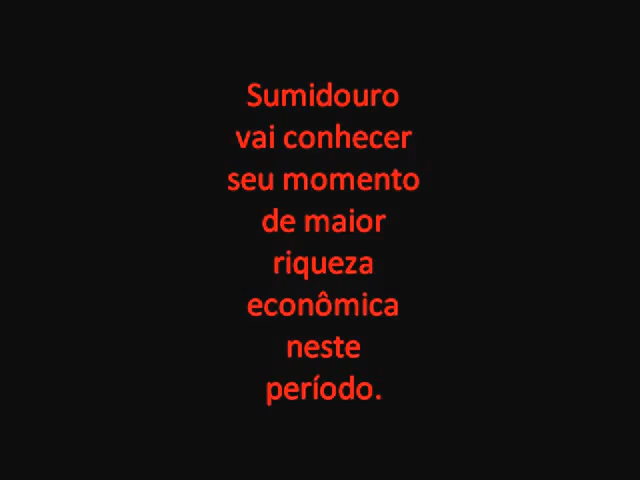 Sumidouro
vai conhecer
seu momento
de maior
riqueza
econômica
neste
período.